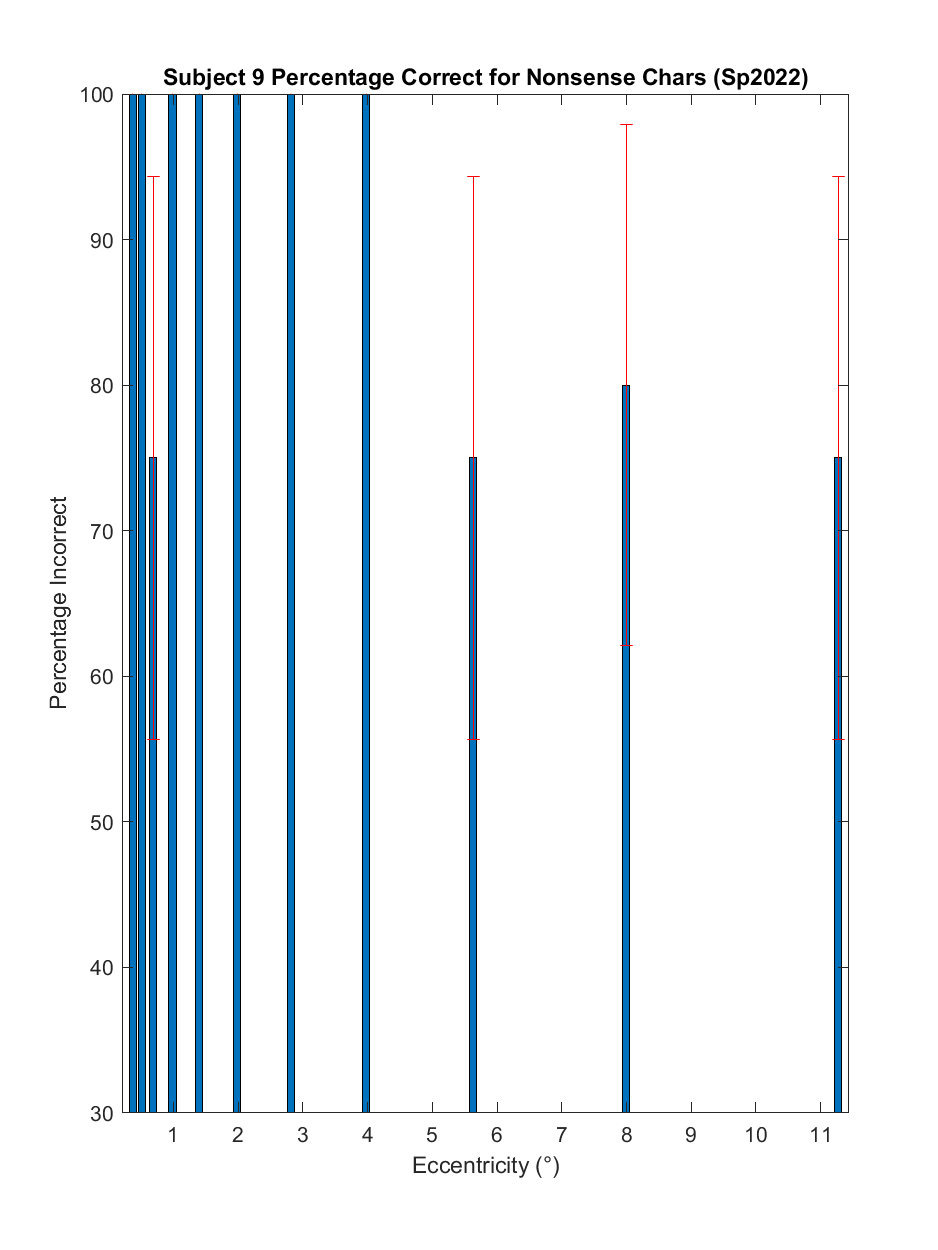 Subject 9 Percentage Correct for Nonsense Chars (Sp2022)
100
90
80
70
60
50
40
30
Percentage Incorrect
1 2 3 4 5 6 7 8 9 10 11
Eccentricity (°)